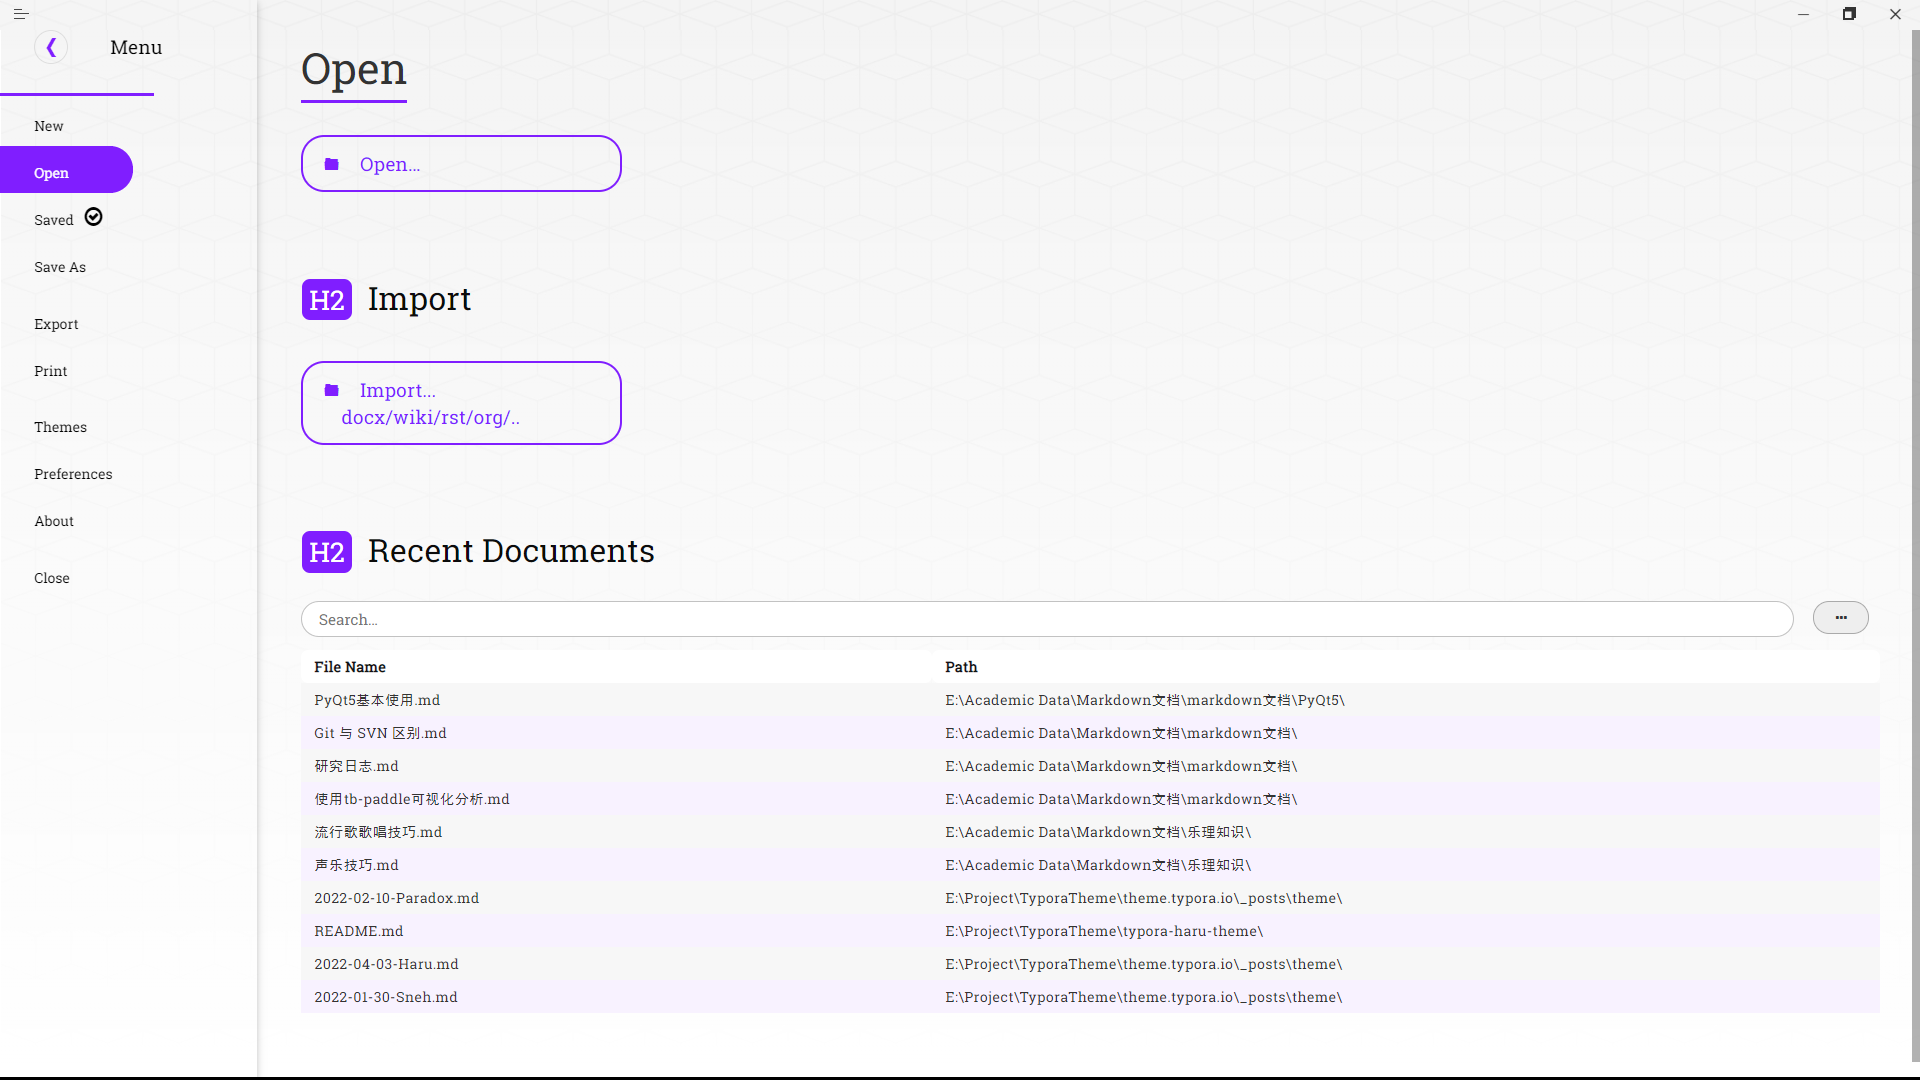 Menu
New
Open
Saved
Save As
Export
Print
Themes
Preferences
About
Close
Open
Open...
H2 Import
Import...
docx/wiki/rst/org/..
H2 Recent Documents
Search...
...
File Name Path
PyQt5基本使用.md E:\Academic Data\Markdown文档\markdown文档\PyQt5\
Git 与 SVN 区别.md E:\Academic Data\Markdown文档\markdown文档\
研究日志.md E:\Academic Data\Markdown文档\markdown文档\
使用tb-paddle可视化分析.md E:\Academic Data\Markdown文档\markdown文档\
流行歌歌唱技巧.md E:\Academic Data\Markdown文档\乐理知识\
声乐技巧.md E:\Academic Data\Markdown文档\乐理知识\
2022-02-10-Paradox.md E:\Project\TyporaTheme\theme.typora.io\_posts\theme\
README.md E:\Project\TyporaTheme\typora-haru-theme\
2022-04-03-Haru.md E:\Project\TyporaTheme\theme.typora.io\_posts\theme\
2022-01-30-Sneh.md E:\Project\TyporaTheme\theme.typora.io\_posts\theme\